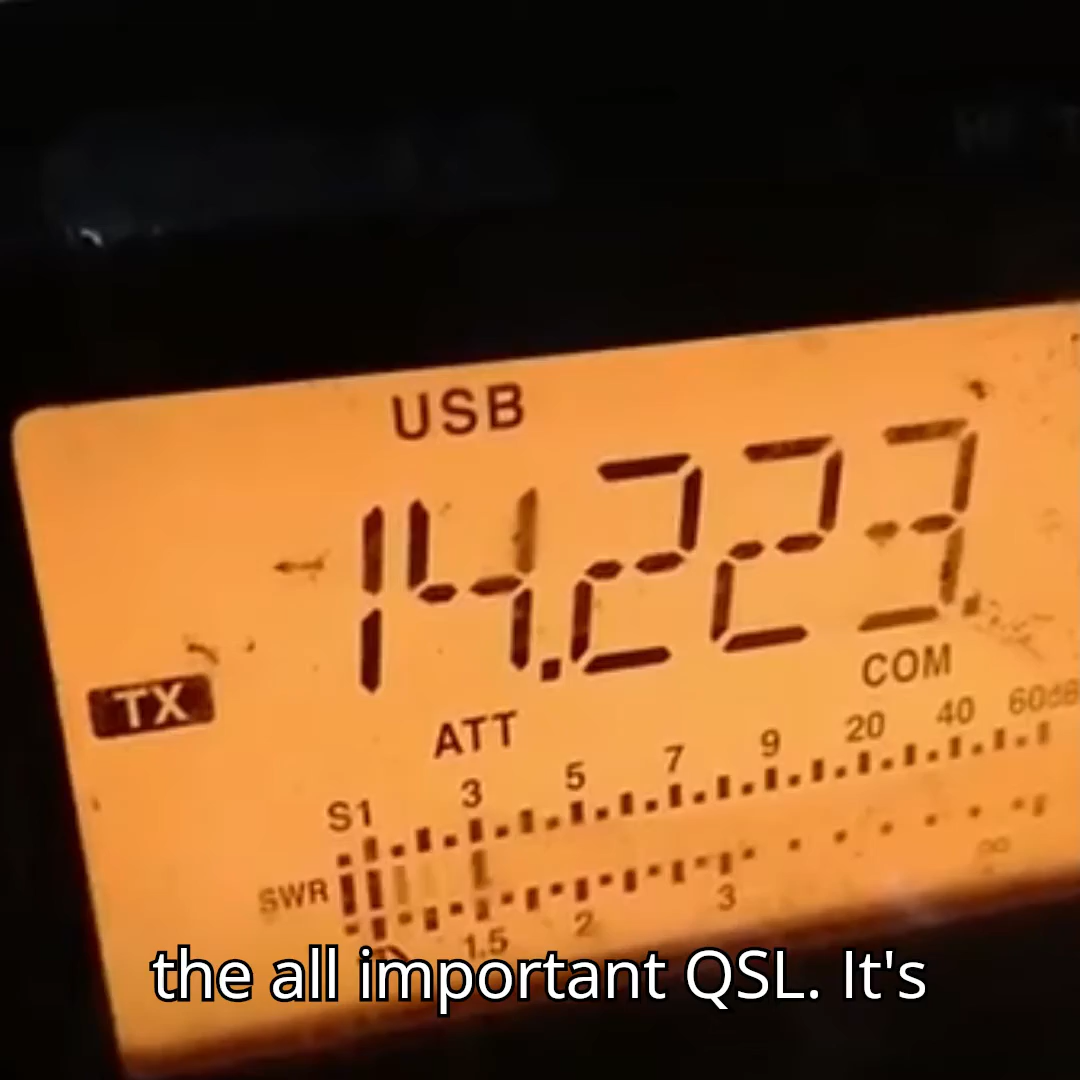 USB
14.223.
COM
TX
ATT
S1 3 5 7 9 20 40 60dB
SWR
1.5 2 3 ∞
the all important QSL. It's